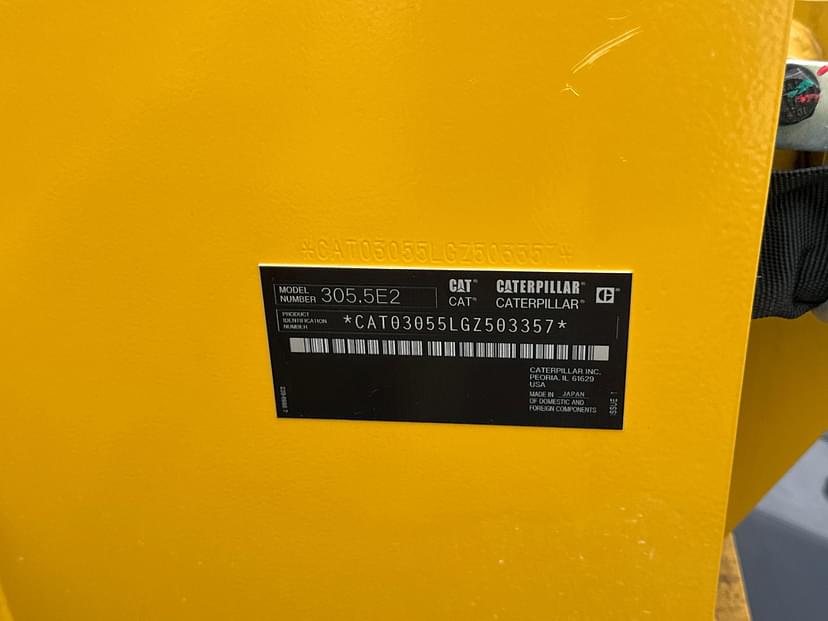 *CAT03055LGZ503357*
MODEL NUMBER 305.5E2
CAT® CATERPILLAR®
CAT® CATERPILLAR®
PRODUCT IDENTIFICATION NUMBER *CAT03055LGZ503357*
CATERPILLAR INC.
PEORIA, IL 61629
USA
MADE IN JAPAN
OF DOMESTIC AND
FOREIGN COMPONENTS
ISSUE 1